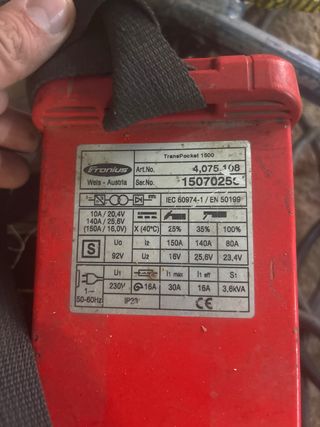 Fronius
Wels - Austria
TransPocket 1500
Art.No. 4,075,108
Ser.No. 1507025
IEC 60974-1 / EN 50199
10A / 20,4V
140A / 25,6V
(150A / 16,0V)
X (40°C) 25% 35% 100%
S
U0 I2 150A 140A 80A
92V U2 16V 25,6V 23,4V
1~
50-60Hz
U1 I1 max I1 eff S1
230V 16A 30A 16A 3,6kVA
IP23
CE